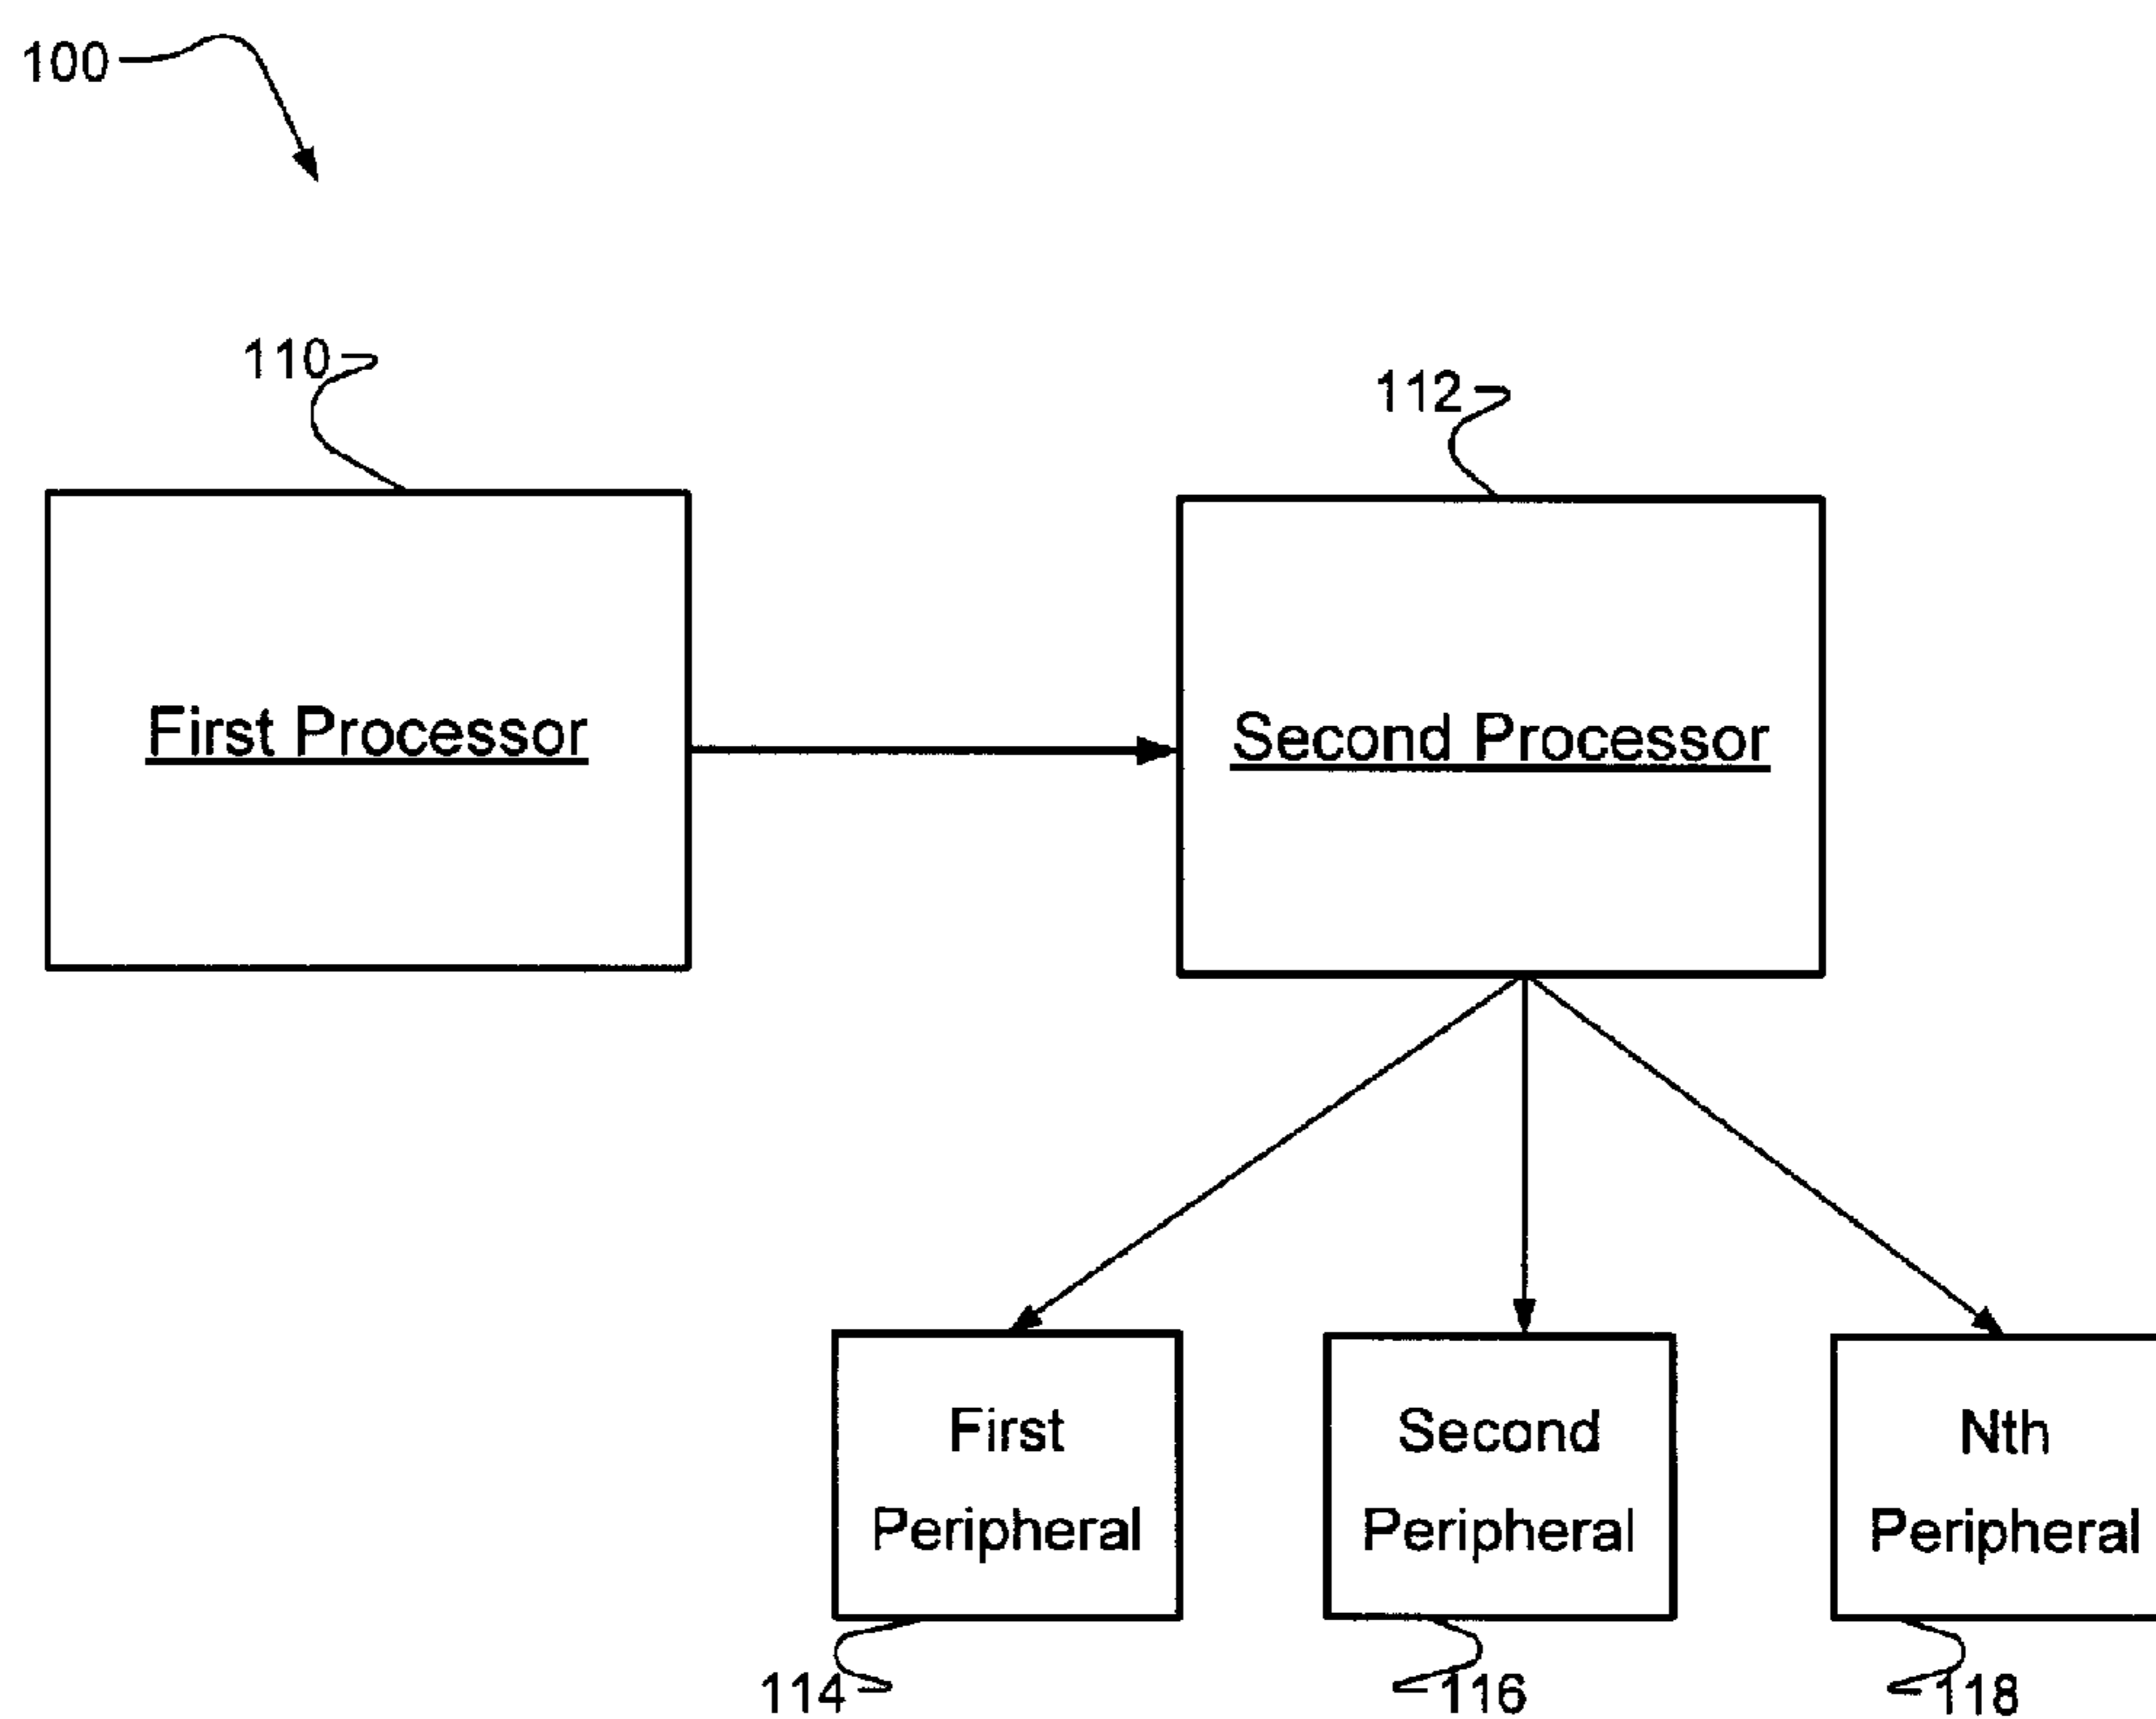 100
110
112
First Processor
Second Processor
First
Peripheral
Second
Peripheral
Nth
Peripheral
114
116
118